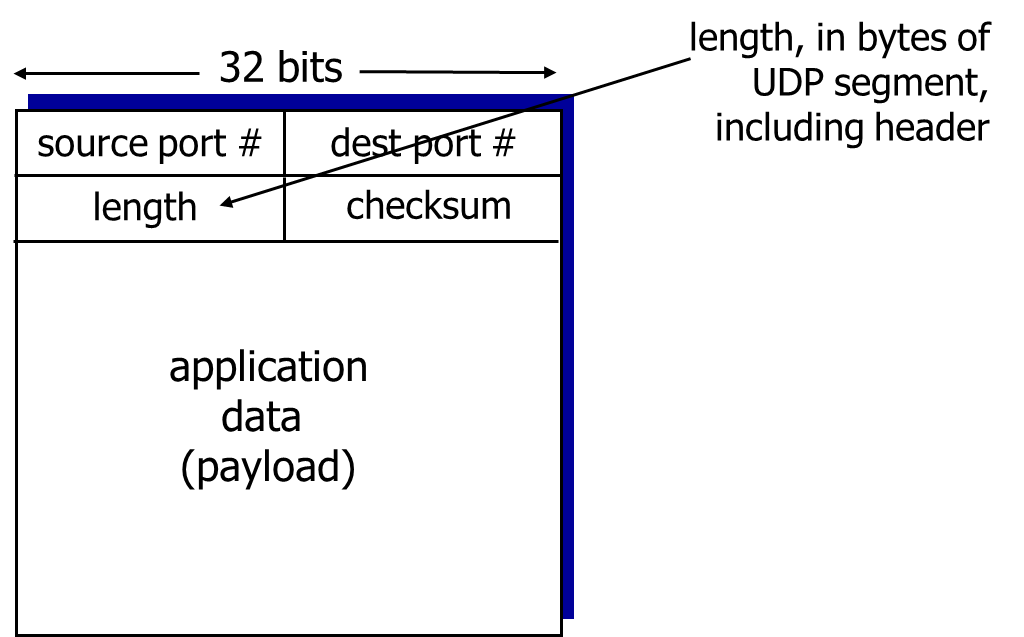 32 bits
length, in bytes of
UDP segment,
including header
source port #
dest port #
length
checksum
application
data
(payload)